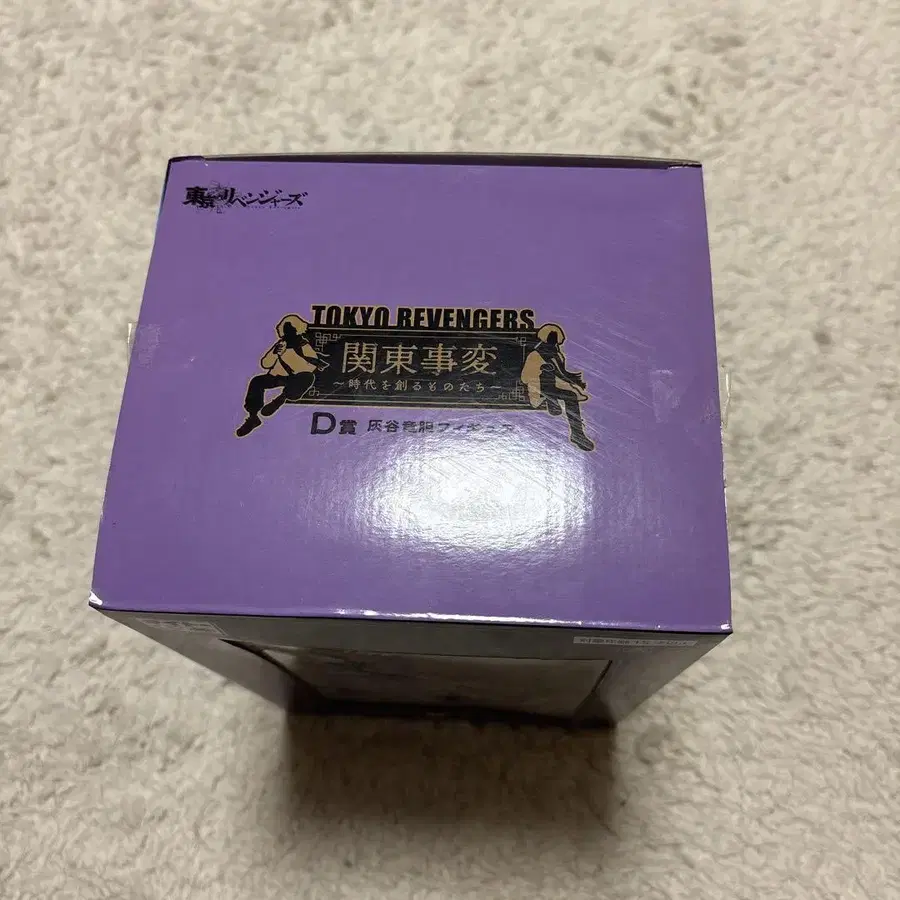 東京リベンジャーズ
TOKYO REVENGERS
関東事変
～時代を創るものたち～
D賞 灰谷竜胆フィギュア